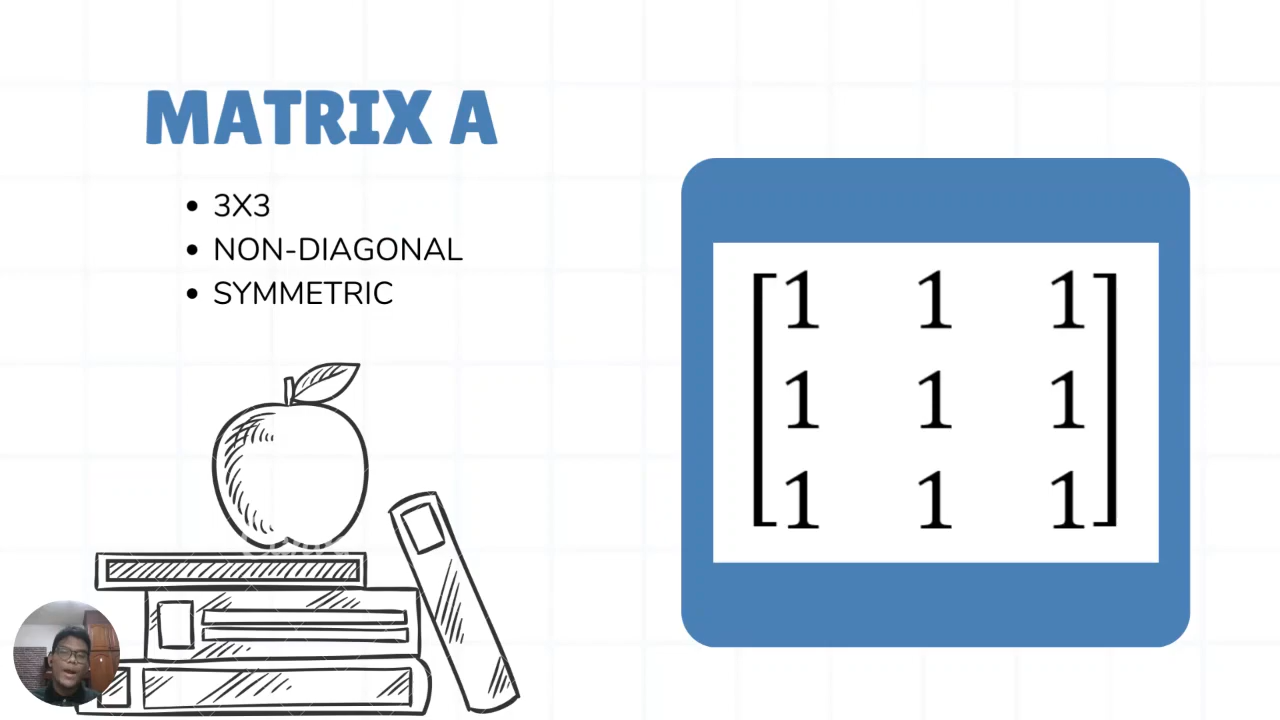 MATRIX A
3X3
NON-DIAGONAL
SYMMETRIC
1 1 1
1 1 1
1 1 1